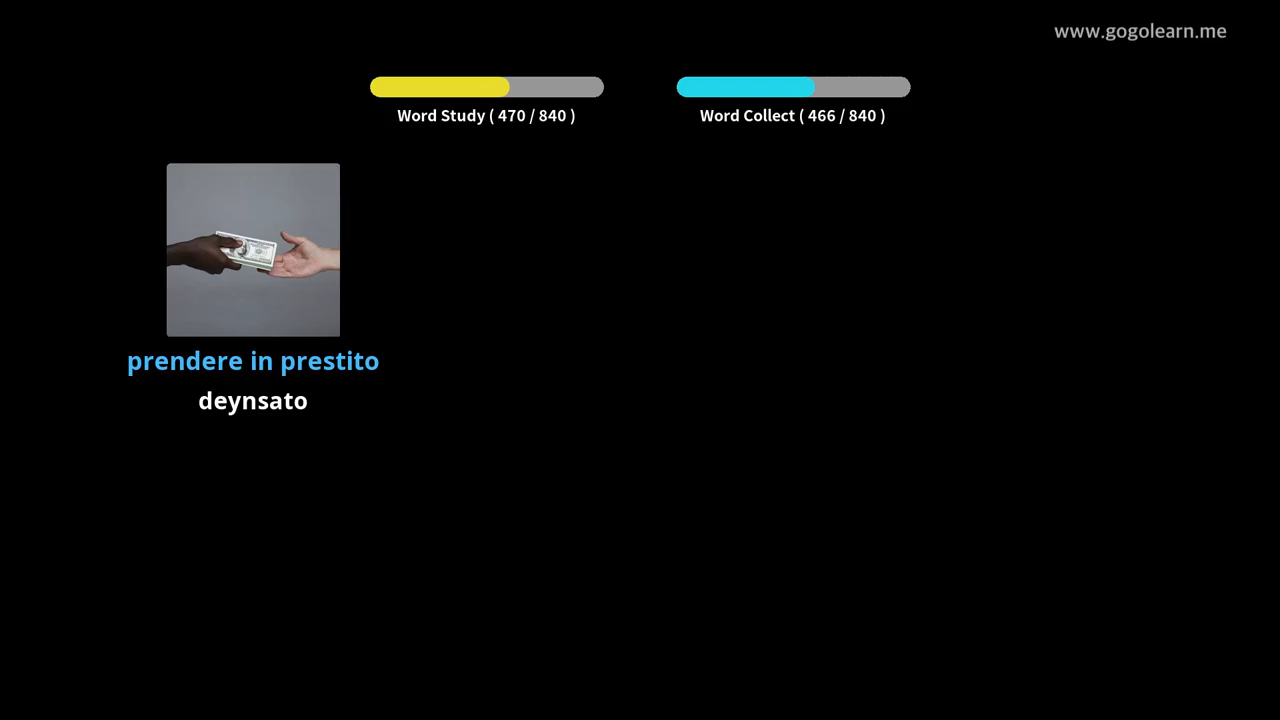 www.gogolearn.me
Word Study ( 470 / 840 )
Word Collect ( 466 / 840 )
prendere in prestito
deynsato